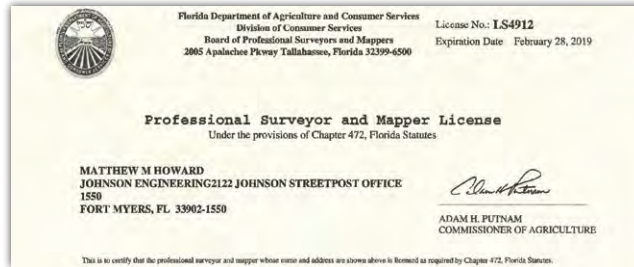 Florida Department of Agriculture and Consumer Services
Division of Consumer Services
Board of Professional Surveyors and Mappers
2005 Apalachee Pkway Tallahassee, Florida 32399-6500
License No.: LS4912
Expiration Date February 28, 2019
Professional Surveyor and Mapper License
Under the provisions of Chapter 472, Florida Statutes
MATTHEW M HOWARD
JOHNSON ENGINEERING2122 JOHNSON STREETPOST OFFICE
1550
FORT MYERS, FL 33902-1550
ADAM H. PUTNAM
COMMISSIONER OF AGRICULTURE
This is to certify that the professional surveyor and mapper whose name and address are shown above is licensed as required by Chapter 472, Florida Statutes.